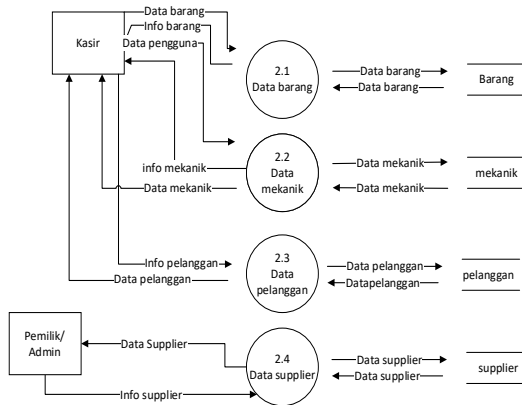 Data barang
Info barang
Data pengguna
Kasir
2.1
Data barang
Data barang
Data barang
Barang
info mekanik
Data mekanik
2.2
Data
mekanik
Data mekanik
Data mekanik
mekanik
Info pelanggan
Data pelanggan
2.3
Data
pelanggan
Data pelanggan
Datapelanggan
pelanggan
Pemilik/
Admin
Data Supplier
Info supplier
2.4
Data supplier
Data supplier
Data supplier
supplier